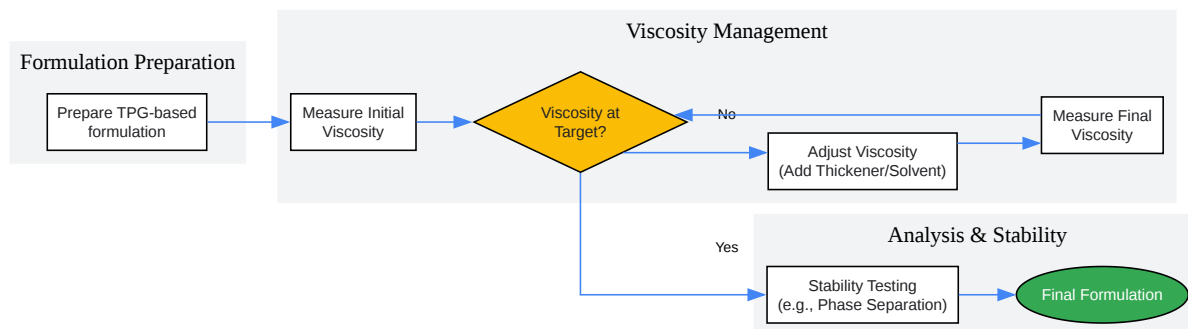 Viscosity Management
Formulation Preparation
Prepare TPG-based
formulation
Measure Initial
Viscosity
Viscosity at
Target?
No
Adjust Viscosity
(Add Thickener/Solvent)
Measure Final
Viscosity
Yes
Analysis & Stability
Stability Testing
(e.g., Phase Separation)
Final Formulation